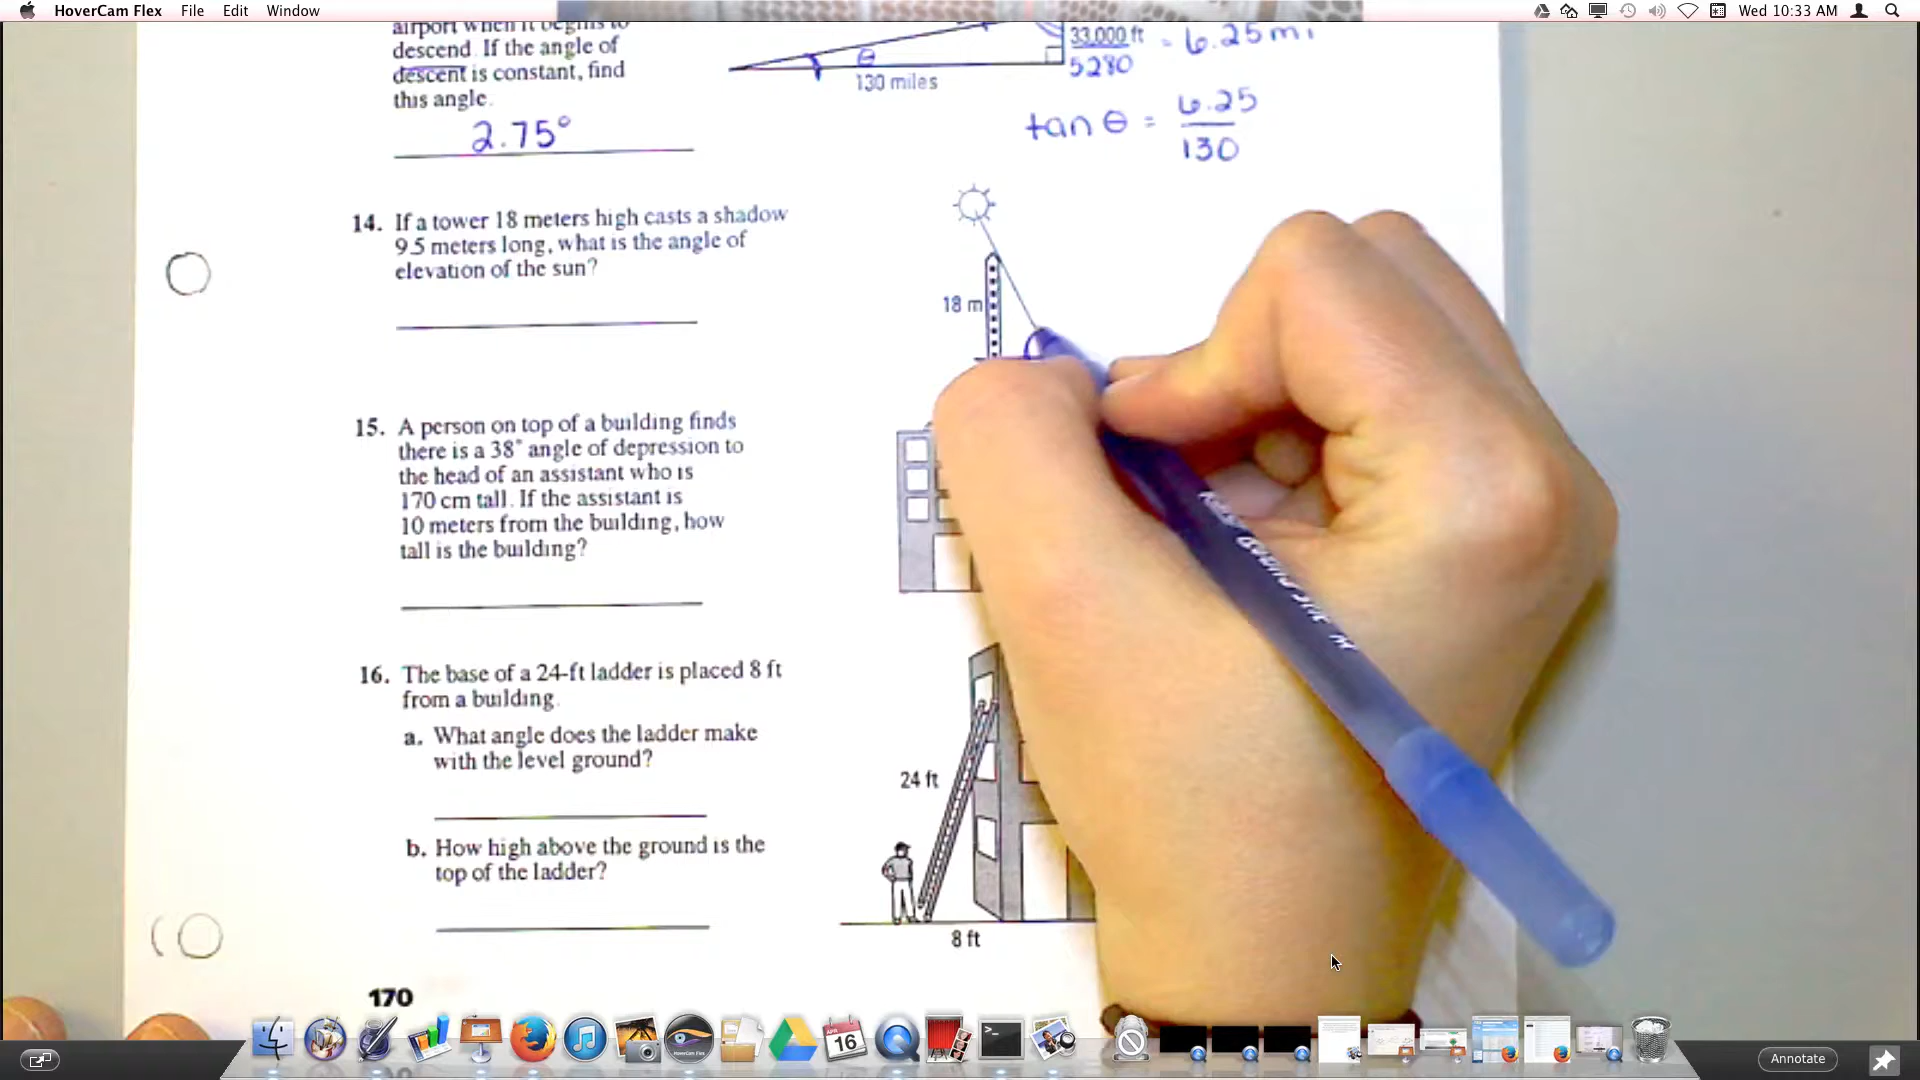 HoverCam Flex File Edit Window Wed 10:33 AM
airport when it begins to
descend. If the angle of
descent is constant, find
this angle.
2.75°
θ
130 miles
33,000 ft = 6.25 mi
5280
tan θ = 6.25
130
14. If a tower 18 meters high casts a shadow
9.5 meters long, what is the angle of
elevation of the sun?
18 m
15. A person on top of a building finds
there is a 38° angle of depression to
the head of an assistant who is
170 cm tall. If the assistant is
10 meters from the building, how
tall is the building?
16. The base of a 24-ft ladder is placed 8 ft
from a building.
a. What angle does the ladder make
with the level ground?
24 ft
b. How high above the ground is the
top of the ladder?
8 ft
170
APR
16
Annotate